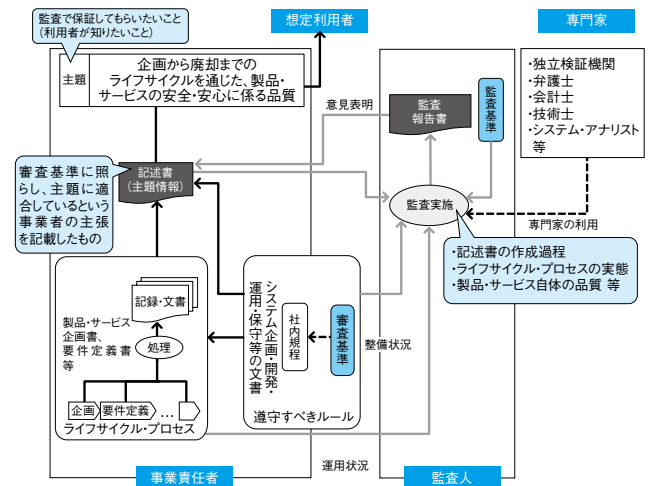 監査で保証してもらいたいこと
(利用者が知りたいこと)
想定利用者
専門家
主題
企画から廃却までの
ライフサイクルを通じた、製品・
サービスの安全・安心に係る品質
・独立検証機関
・弁護士
・会計士
・技術士
・システム・アナリスト
等
意見表明
監査
報告書
監査基準
審査基準に照
らし、主題に適
合しているという
事業者の主張
を記載したもの
記述書
(主題情報)
監査実施
専門家の利用
・記述書の作成過程
・ライフサイクル・プロセスの実態
・製品・サービス自体の品質 等
記録・文書
製品・サービス
企画書、
要件定義書
等
処理
企画
要件定義
…
ライフサイクル・プロセス
システム企画・開発・
運用・保守等の文書
社内規程
審査基準
遵守すべきルール
整備状況
運用状況
事業責任者
監査人